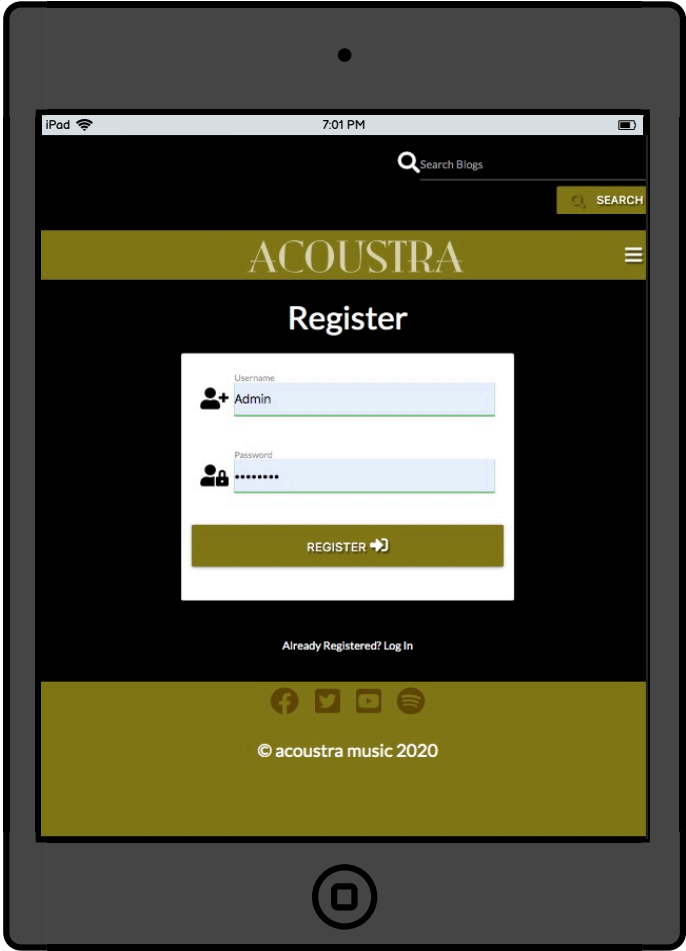 iPad 7:01 PM
Search Blogs
SEARCH
ACOUSTRA
Register
Username
Admin
Password
••••••••
REGISTER
Already Registered? Log In
© acoustra music 2020